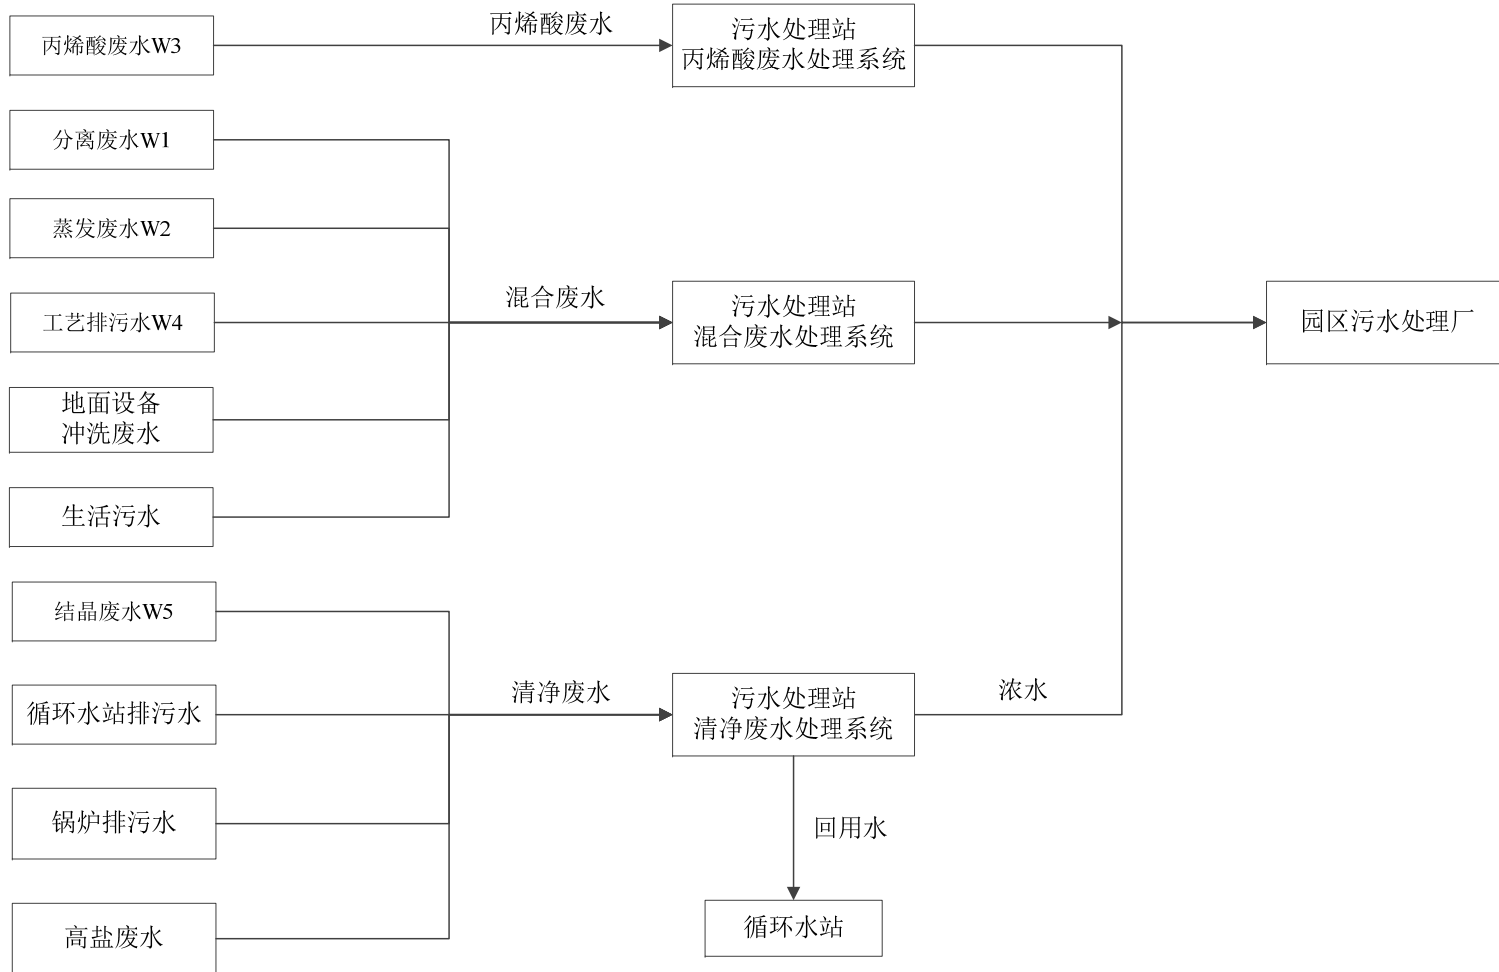 丙烯酸废水W3
丙烯酸废水
污水处理站
丙烯酸废水处理系统
分离废水W1
蒸发废水W2
工艺排污水W4
混合废水
污水处理站
混合废水处理系统
园区污水处理厂
地面设备
冲洗废水
生活污水
结晶废水W5
循环水站排污水
清净废水
污水处理站
清净废水处理系统
浓水
锅炉排污水
回用水
高盐废水
循环水站